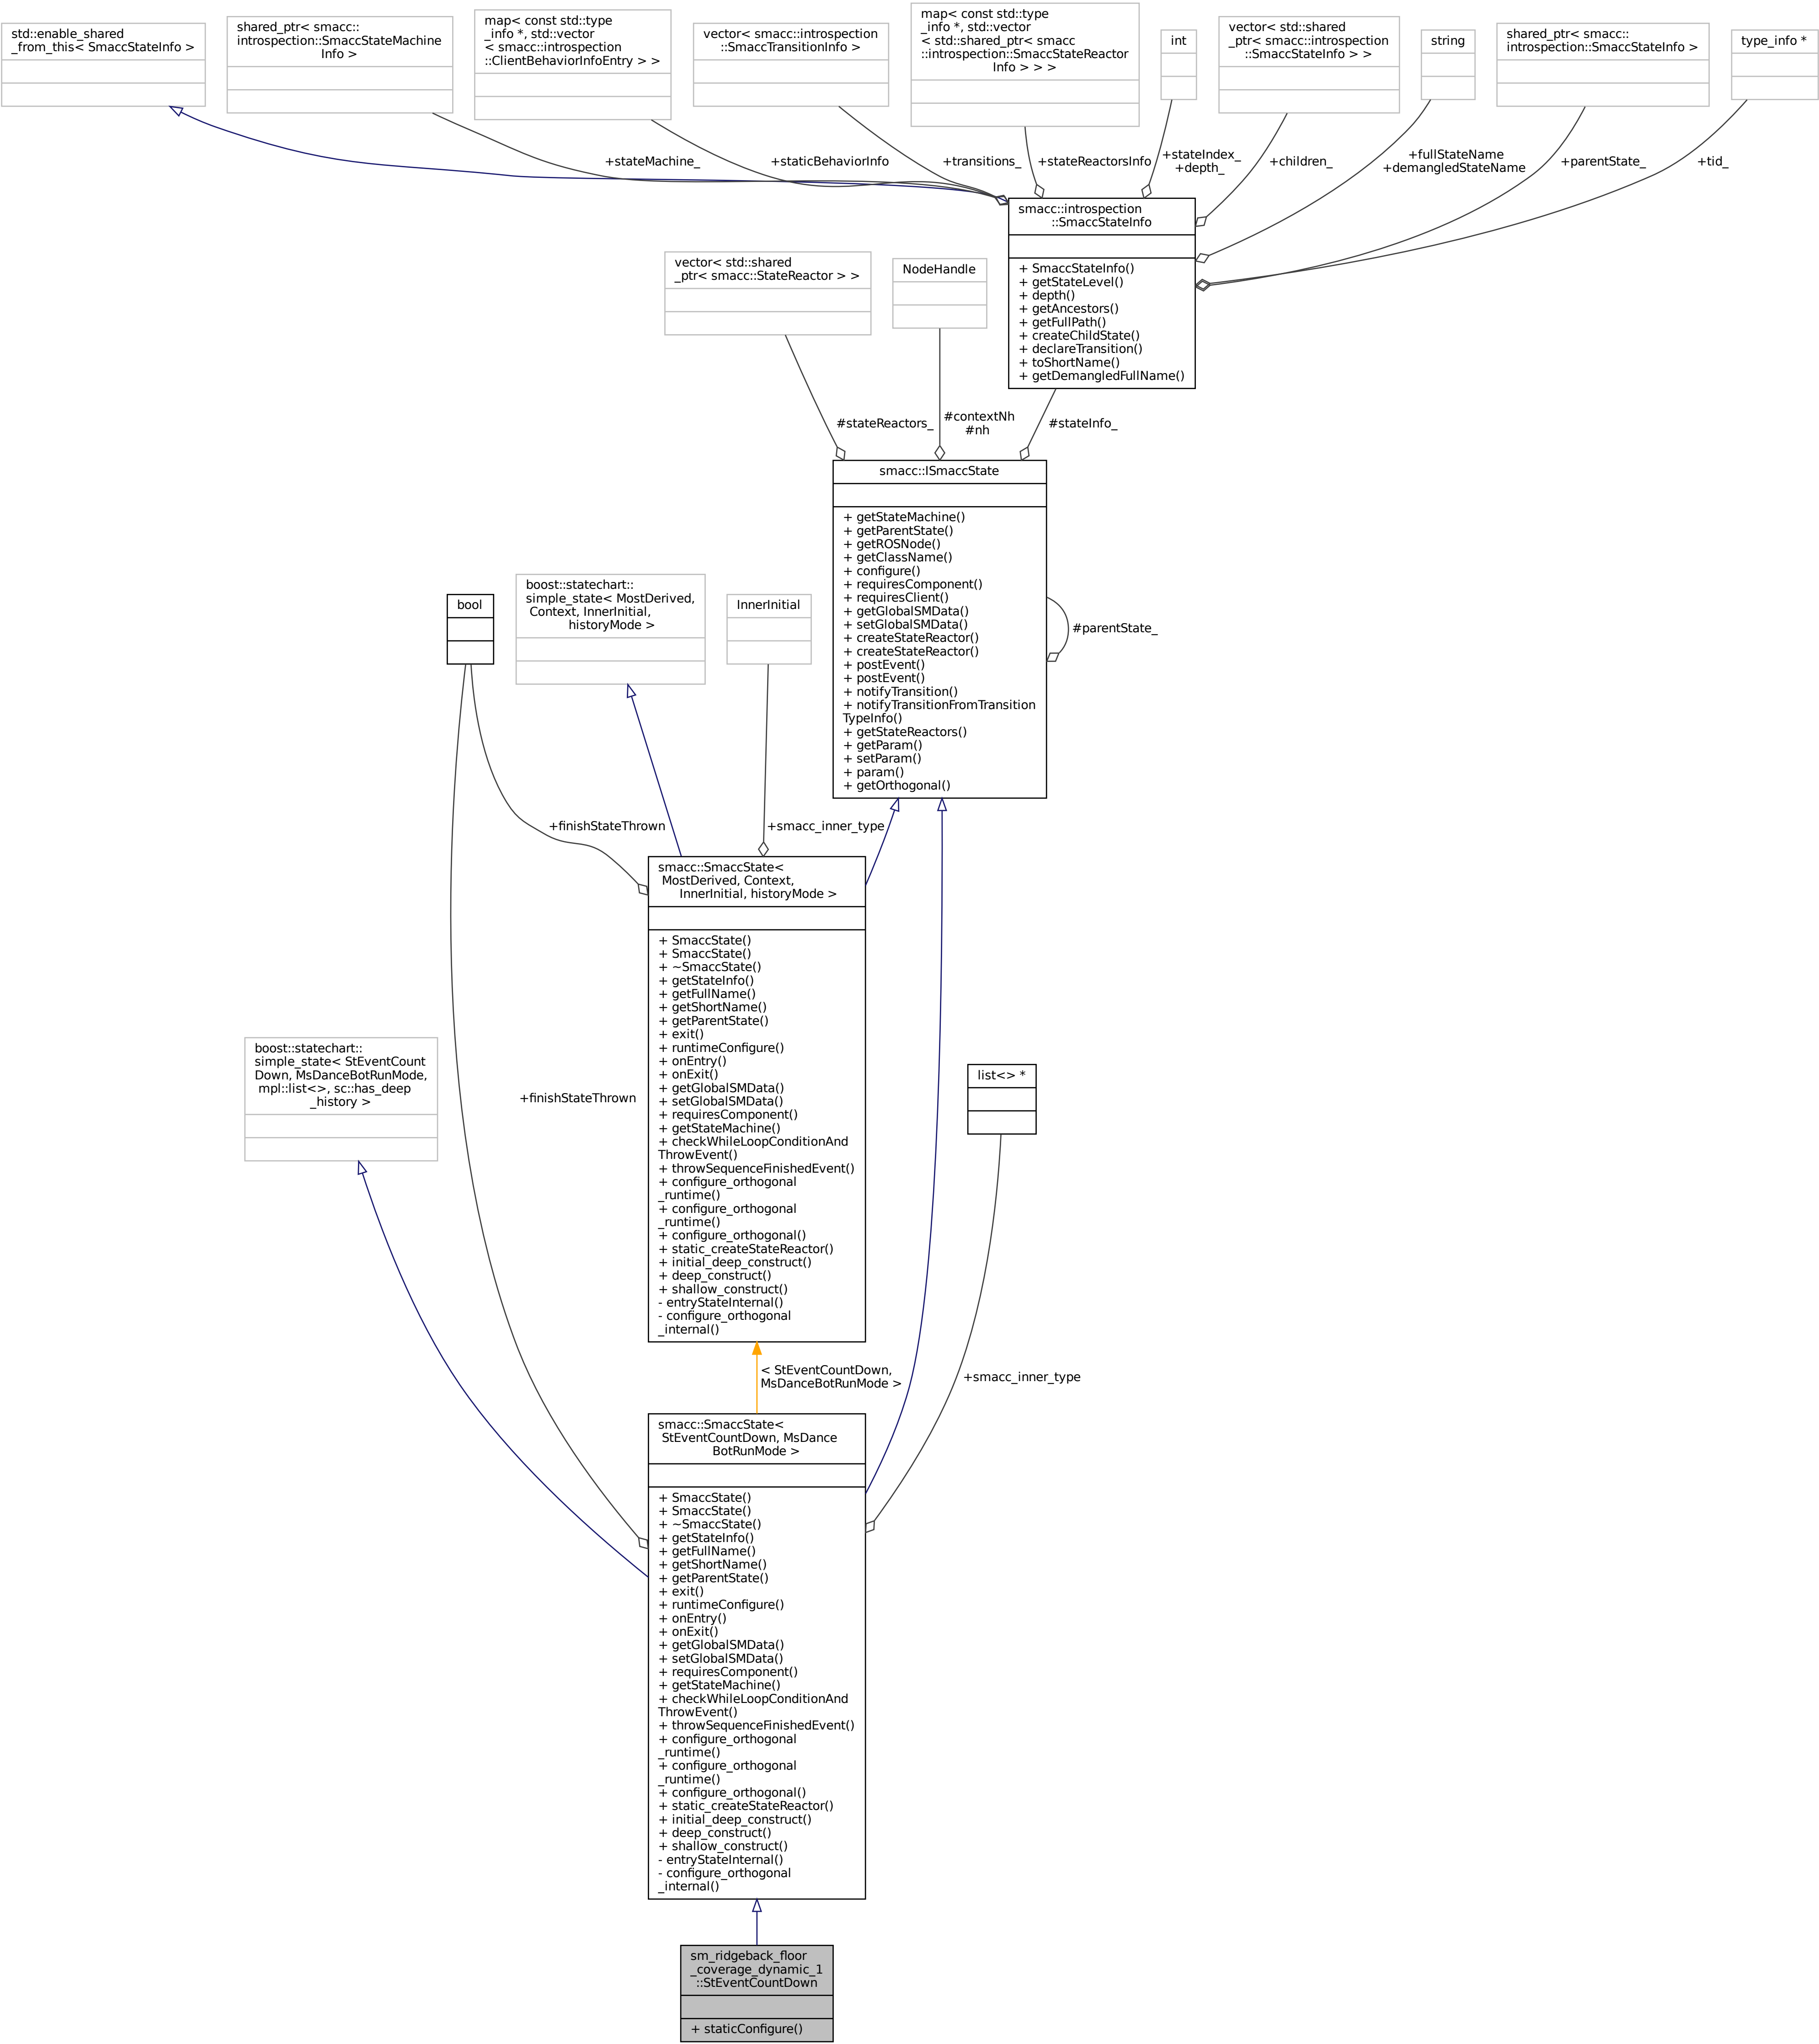 std::enable_shared
_from_this< SmaccStateInfo >
shared_ptr< smacc::
introspection::SmaccStateMachine
Info >
map< const std::type
_info *, std::vector
< smacc::introspection
::ClientBehaviorInfoEntry > >
vector< smacc::introspection
::SmaccTransitionInfo >
map< const std::type
_info *, std::vector
< std::shared_ptr< smacc
::introspection::SmaccStateReactor
Info > > >
int
vector< std::shared
_ptr< smacc::introspection
::SmaccStateInfo > >
string
shared_ptr< smacc::
introspection::SmaccStateInfo >
type_info *
+stateMachine_
+staticBehaviorInfo
+transitions_
+stateReactorsInfo
+stateIndex_
+depth_
+children_
+fullStateName
+demangledStateName
+parentState_
+tid_
smacc::introspection
::SmaccStateInfo
+ SmaccStateInfo()
+ getStateLevel()
+ depth()
+ getAncestors()
+ getFullPath()
+ createChildState()
+ declareTransition()
+ toShortName()
+ getDemangledFullName()
vector< std::shared
_ptr< smacc::StateReactor > >
NodeHandle
#stateReactors_
#contextNh
#nh
#stateInfo_
smacc::ISmaccState
+ getStateMachine()
+ getParentState()
+ getROSNode()
+ getClassName()
+ configure()
+ requiresComponent()
+ requiresClient()
+ getGlobalSMData()
+ setGlobalSMData()
+ createStateReactor()
+ createStateReactor()
+ postEvent()
+ postEvent()
+ notifyTransition()
+ notifyTransitionFromTransition
TypeInfo()
+ getStateReactors()
+ getParam()
+ setParam()
+ param()
+ getOrthogonal()
#parentState_
bool
boost::statechart::
simple_state< MostDerived,
Context, InnerInitial,
historyMode >
InnerInitial
+finishStateThrown
+smacc_inner_type
smacc::SmaccState<
MostDerived, Context,
InnerInitial, historyMode >
+ SmaccState()
+ SmaccState()
+ ~SmaccState()
+ getStateInfo()
+ getFullName()
+ getShortName()
+ getParentState()
+ exit()
+ runtimeConfigure()
+ onEntry()
+ onExit()
+ getGlobalSMData()
+ setGlobalSMData()
+ requiresComponent()
+ getStateMachine()
+ checkWhileLoopConditionAnd
ThrowEvent()
+ throwSequenceFinishedEvent()
+ configure_orthogonal
_runtime()
+ configure_orthogonal
_runtime()
+ configure_orthogonal()
+ static_createStateReactor()
+ initial_deep_construct()
+ deep_construct()
+ shallow_construct()
- entryStateInternal()
- configure_orthogonal
_internal()
boost::statechart::
simple_state< StEventCount
Down, MsDanceBotRunMode,
mpl::list<>, sc::has_deep
_history >
+finishStateThrown
list<> *
< StEventCountDown,
MsDanceBotRunMode >
+smacc_inner_type
smacc::SmaccState<
StEventCountDown, MsDance
BotRunMode >
+ SmaccState()
+ SmaccState()
+ ~SmaccState()
+ getStateInfo()
+ getFullName()
+ getShortName()
+ getParentState()
+ exit()
+ runtimeConfigure()
+ onEntry()
+ onExit()
+ getGlobalSMData()
+ setGlobalSMData()
+ requiresComponent()
+ getStateMachine()
+ checkWhileLoopConditionAnd
ThrowEvent()
+ throwSequenceFinishedEvent()
+ configure_orthogonal
_runtime()
+ configure_orthogonal
_runtime()
+ configure_orthogonal()
+ static_createStateReactor()
+ initial_deep_construct()
+ deep_construct()
+ shallow_construct()
- entryStateInternal()
- configure_orthogonal
_internal()
sm_ridgeback_floor
_coverage_dynamic_1
::StEventCountDown
+ staticConfigure()